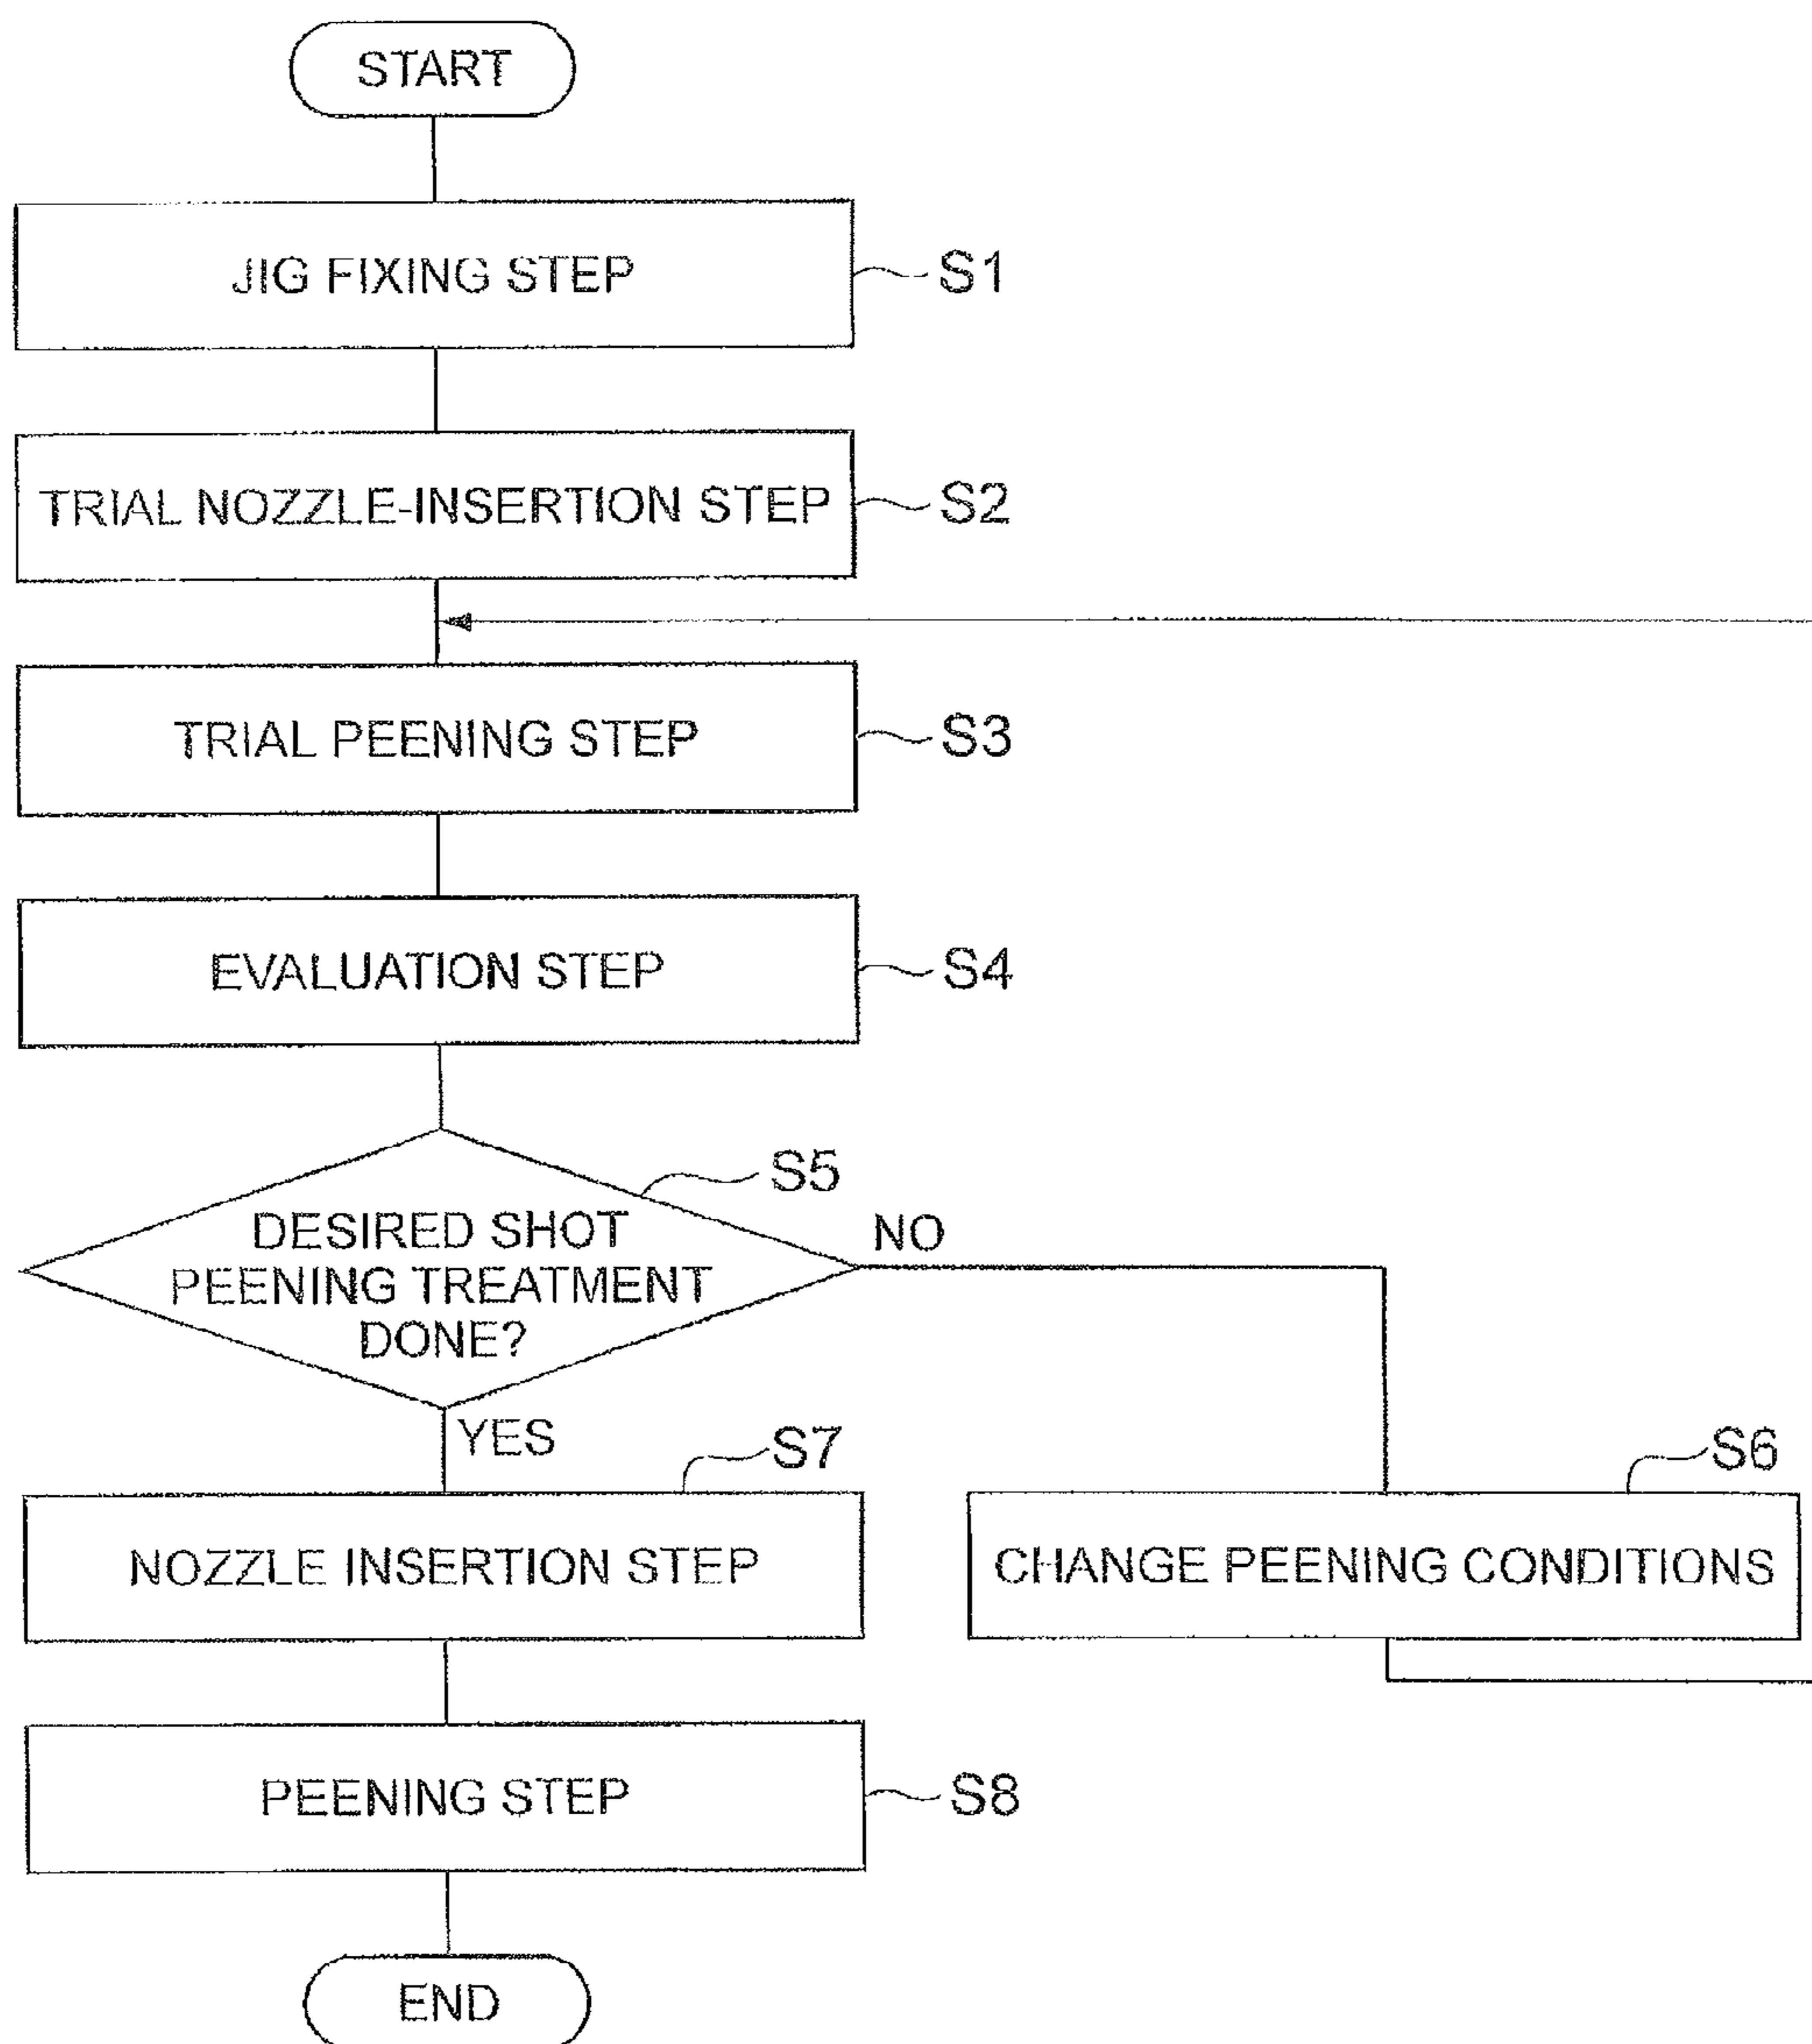 START
JIG FIXING STEP
S1
TRIAL NOZZLE-INSERTION STEP
S2
TRIAL PEENING STEP
S3
EVALUATION STEP
S4
S5
DESIRED SHOT
PEENING TREATMENT
DONE?
NO
YES
S7
NOZZLE INSERTION STEP
S6
CHANGE PEENING CONDITIONS
PEENING STEP
S8
END